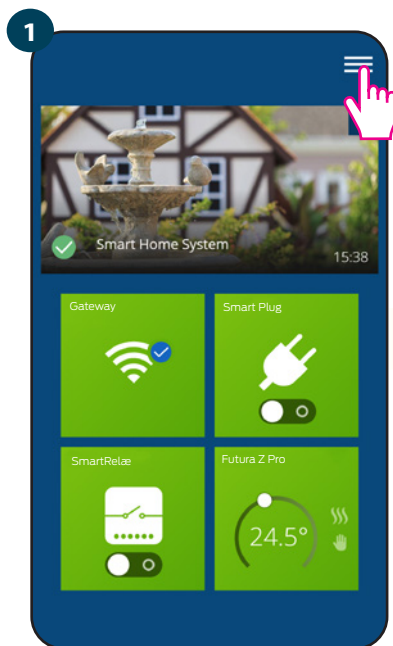 1
Smart Home System
15:38
Gateway
Smart Plug
SmartRelæ
Futura Z Pro
24.5°